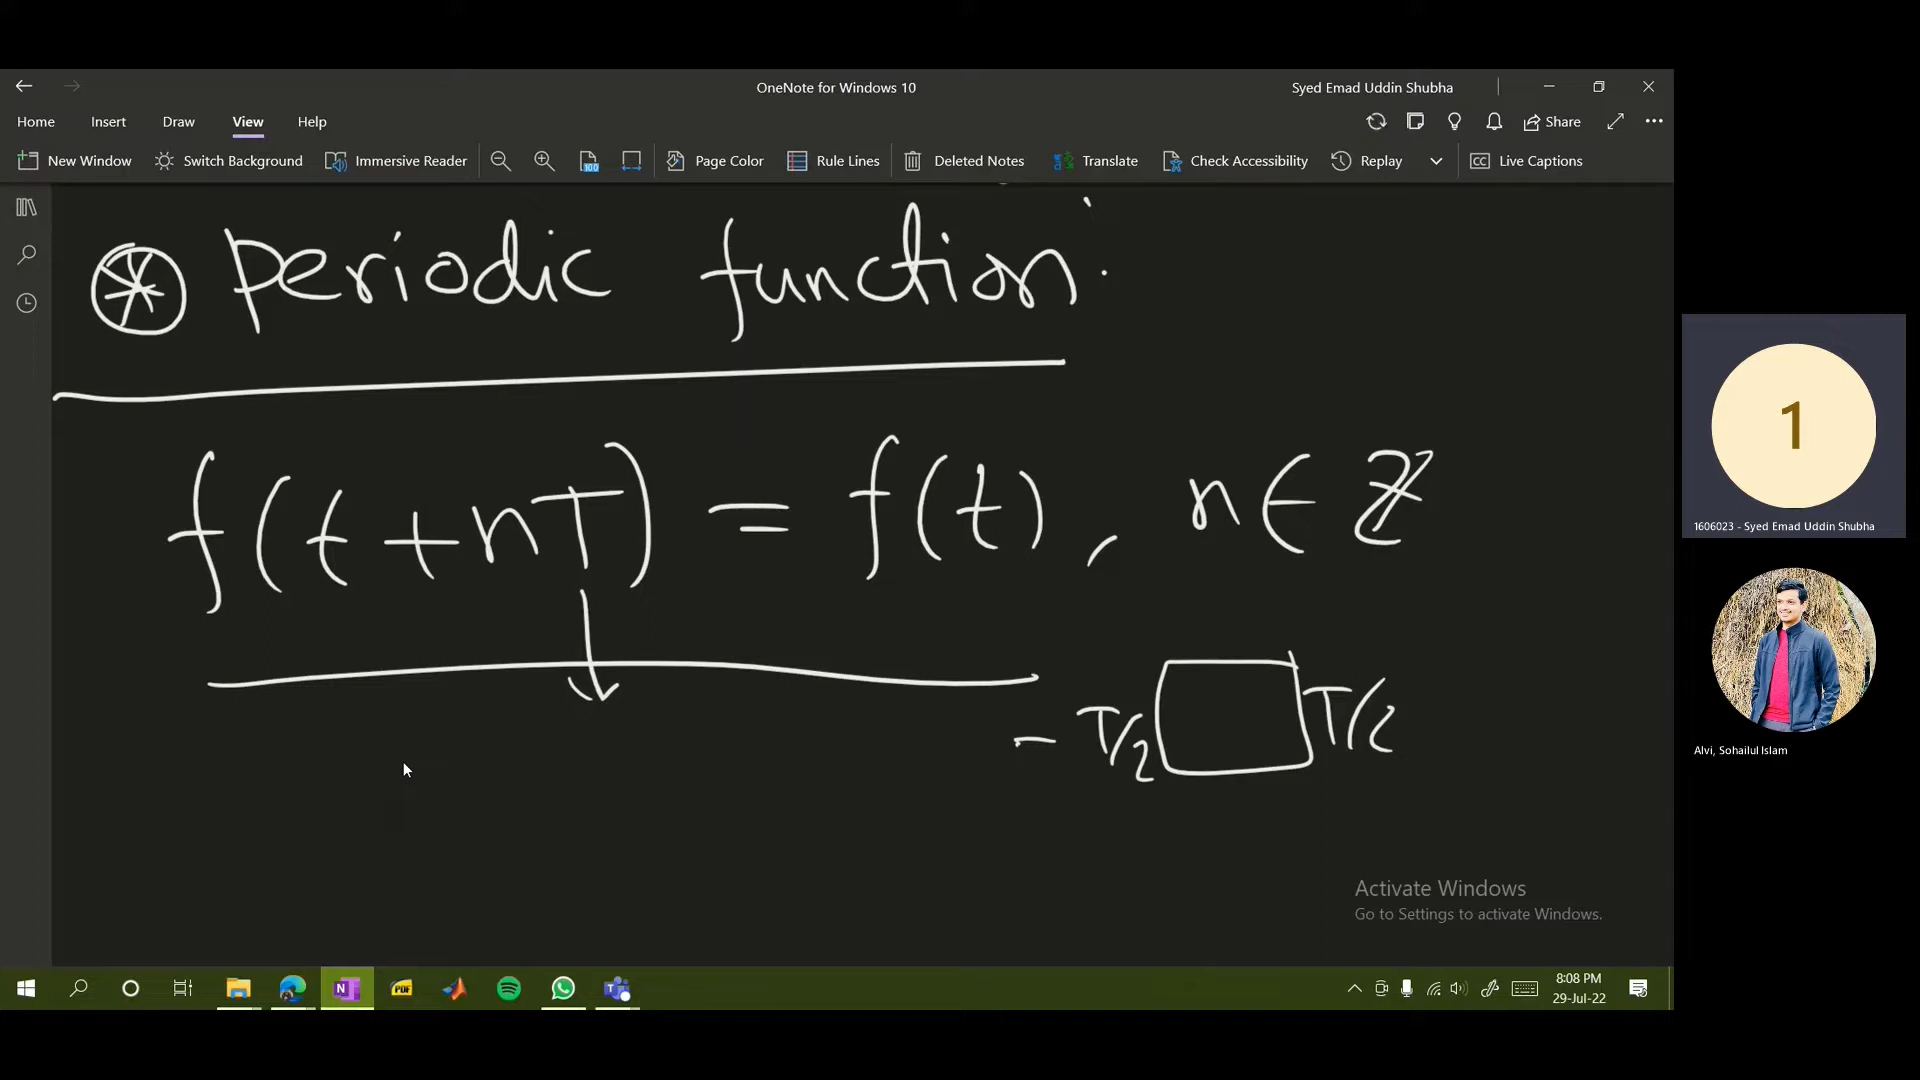 OneNote for Windows 10
Syed Emad Uddin Shubha
Home Insert Draw View Help
Share
New Window Switch Background Immersive Reader 100 Page Color Rule Lines Deleted Notes Translate Check Accessibility Replay CC Live Captions
periodic function:
f(t+nT) = f(t), n ∈ ℤ
- T/2 T/2
1
1606023 - Syed Emad Uddin Shubha
Alvi, Sohailul Islam
Activate Windows
Go to Settings to activate Windows.
N PDF
8:08 PM
29-Jul-22